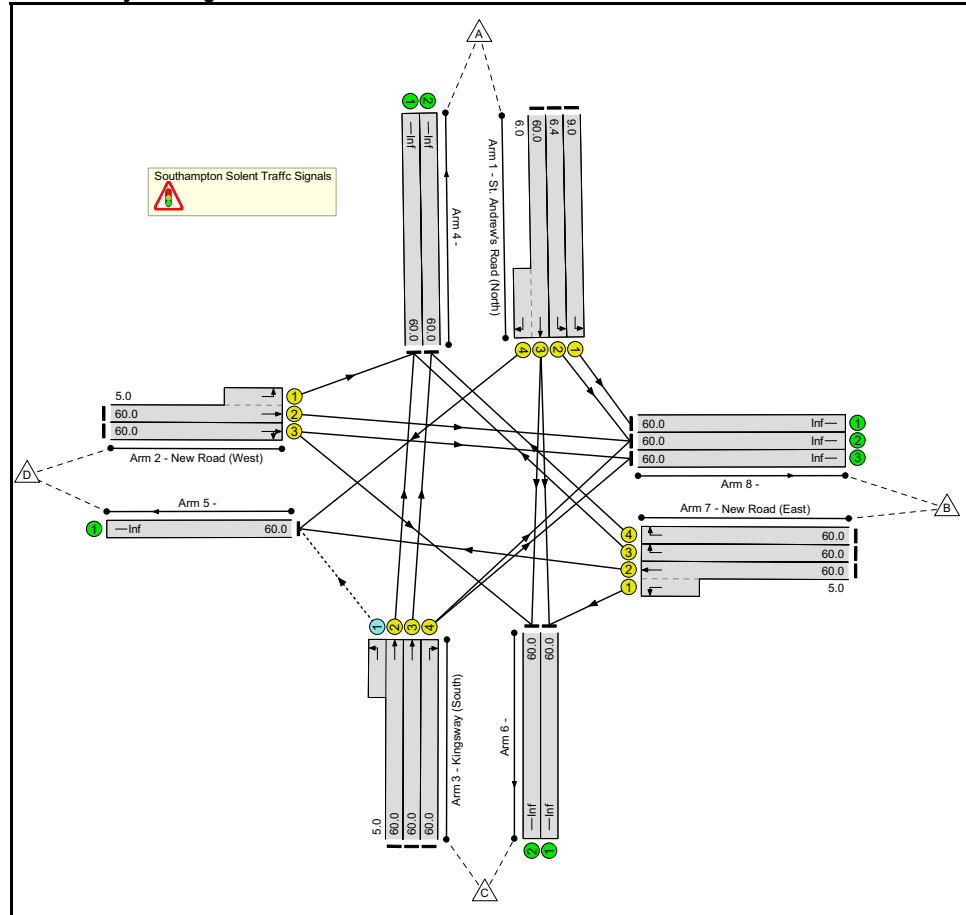 A
1
2
Inf
Inf
60.0
60.0
Arm 4 -
Southampton Solent Traffc Signals
Arm 1 - St. Andrew's Road (North)
6.0
60.0
6.4
9.0
4
3
2
1
5.0
60.0
60.0
1
2
3
Arm 2 - New Road (West)
D
Arm 5 -
1
Inf
60.0
60.0
60.0
60.0
Inf
Inf
Inf
1
2
3
Arm 8 -
B
Arm 7 - New Road (East)
4
3
2
1
60.0
60.0
60.0
5.0
1
2
3
4
5.0
60.0
60.0
60.0
Arm 3 - Kingsway (South)
Arm 6 -
60.0
60.0
Inf
Inf
2
1
C